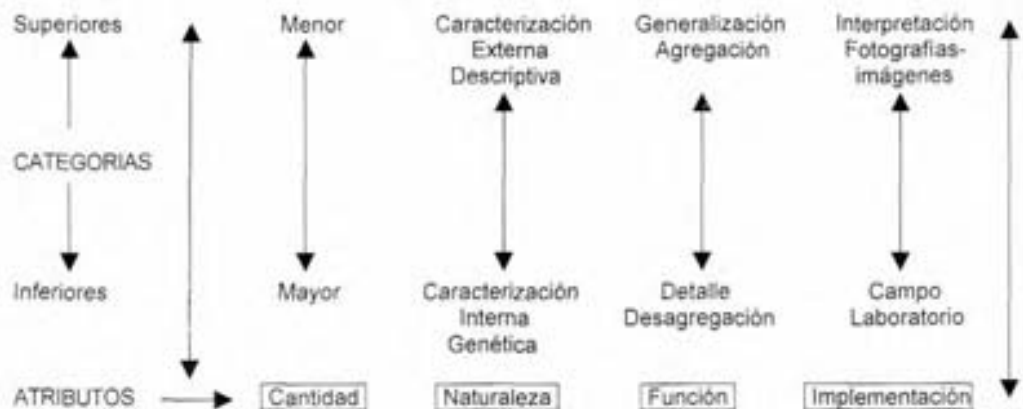 Superiores
Menor
Caracterización
Externa
Descriptiva
Generalización
Agregación
Interpretación
Fotografías-
imágenes
CATEGORIAS
Inferiores
Mayor
Caracterización
Interna
Genética
Detalle
Desagregación
Campo
Laboratorio
ATRIBUTOS
Cantidad
Naturaleza
Función
Implementación